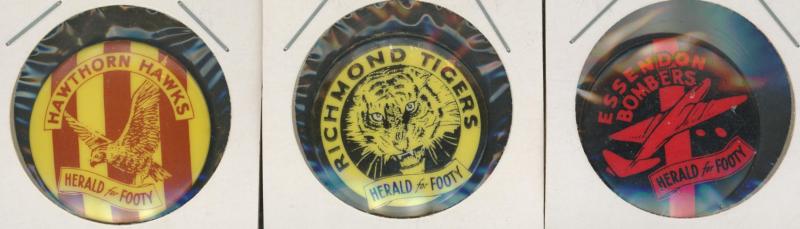 HAWTHORN HAWKS
HERALD for FOOTY
RICHMOND TIGERS
HERALD for FOOTY
ESSENDON
BOMBERS
HERALD for FOOTY